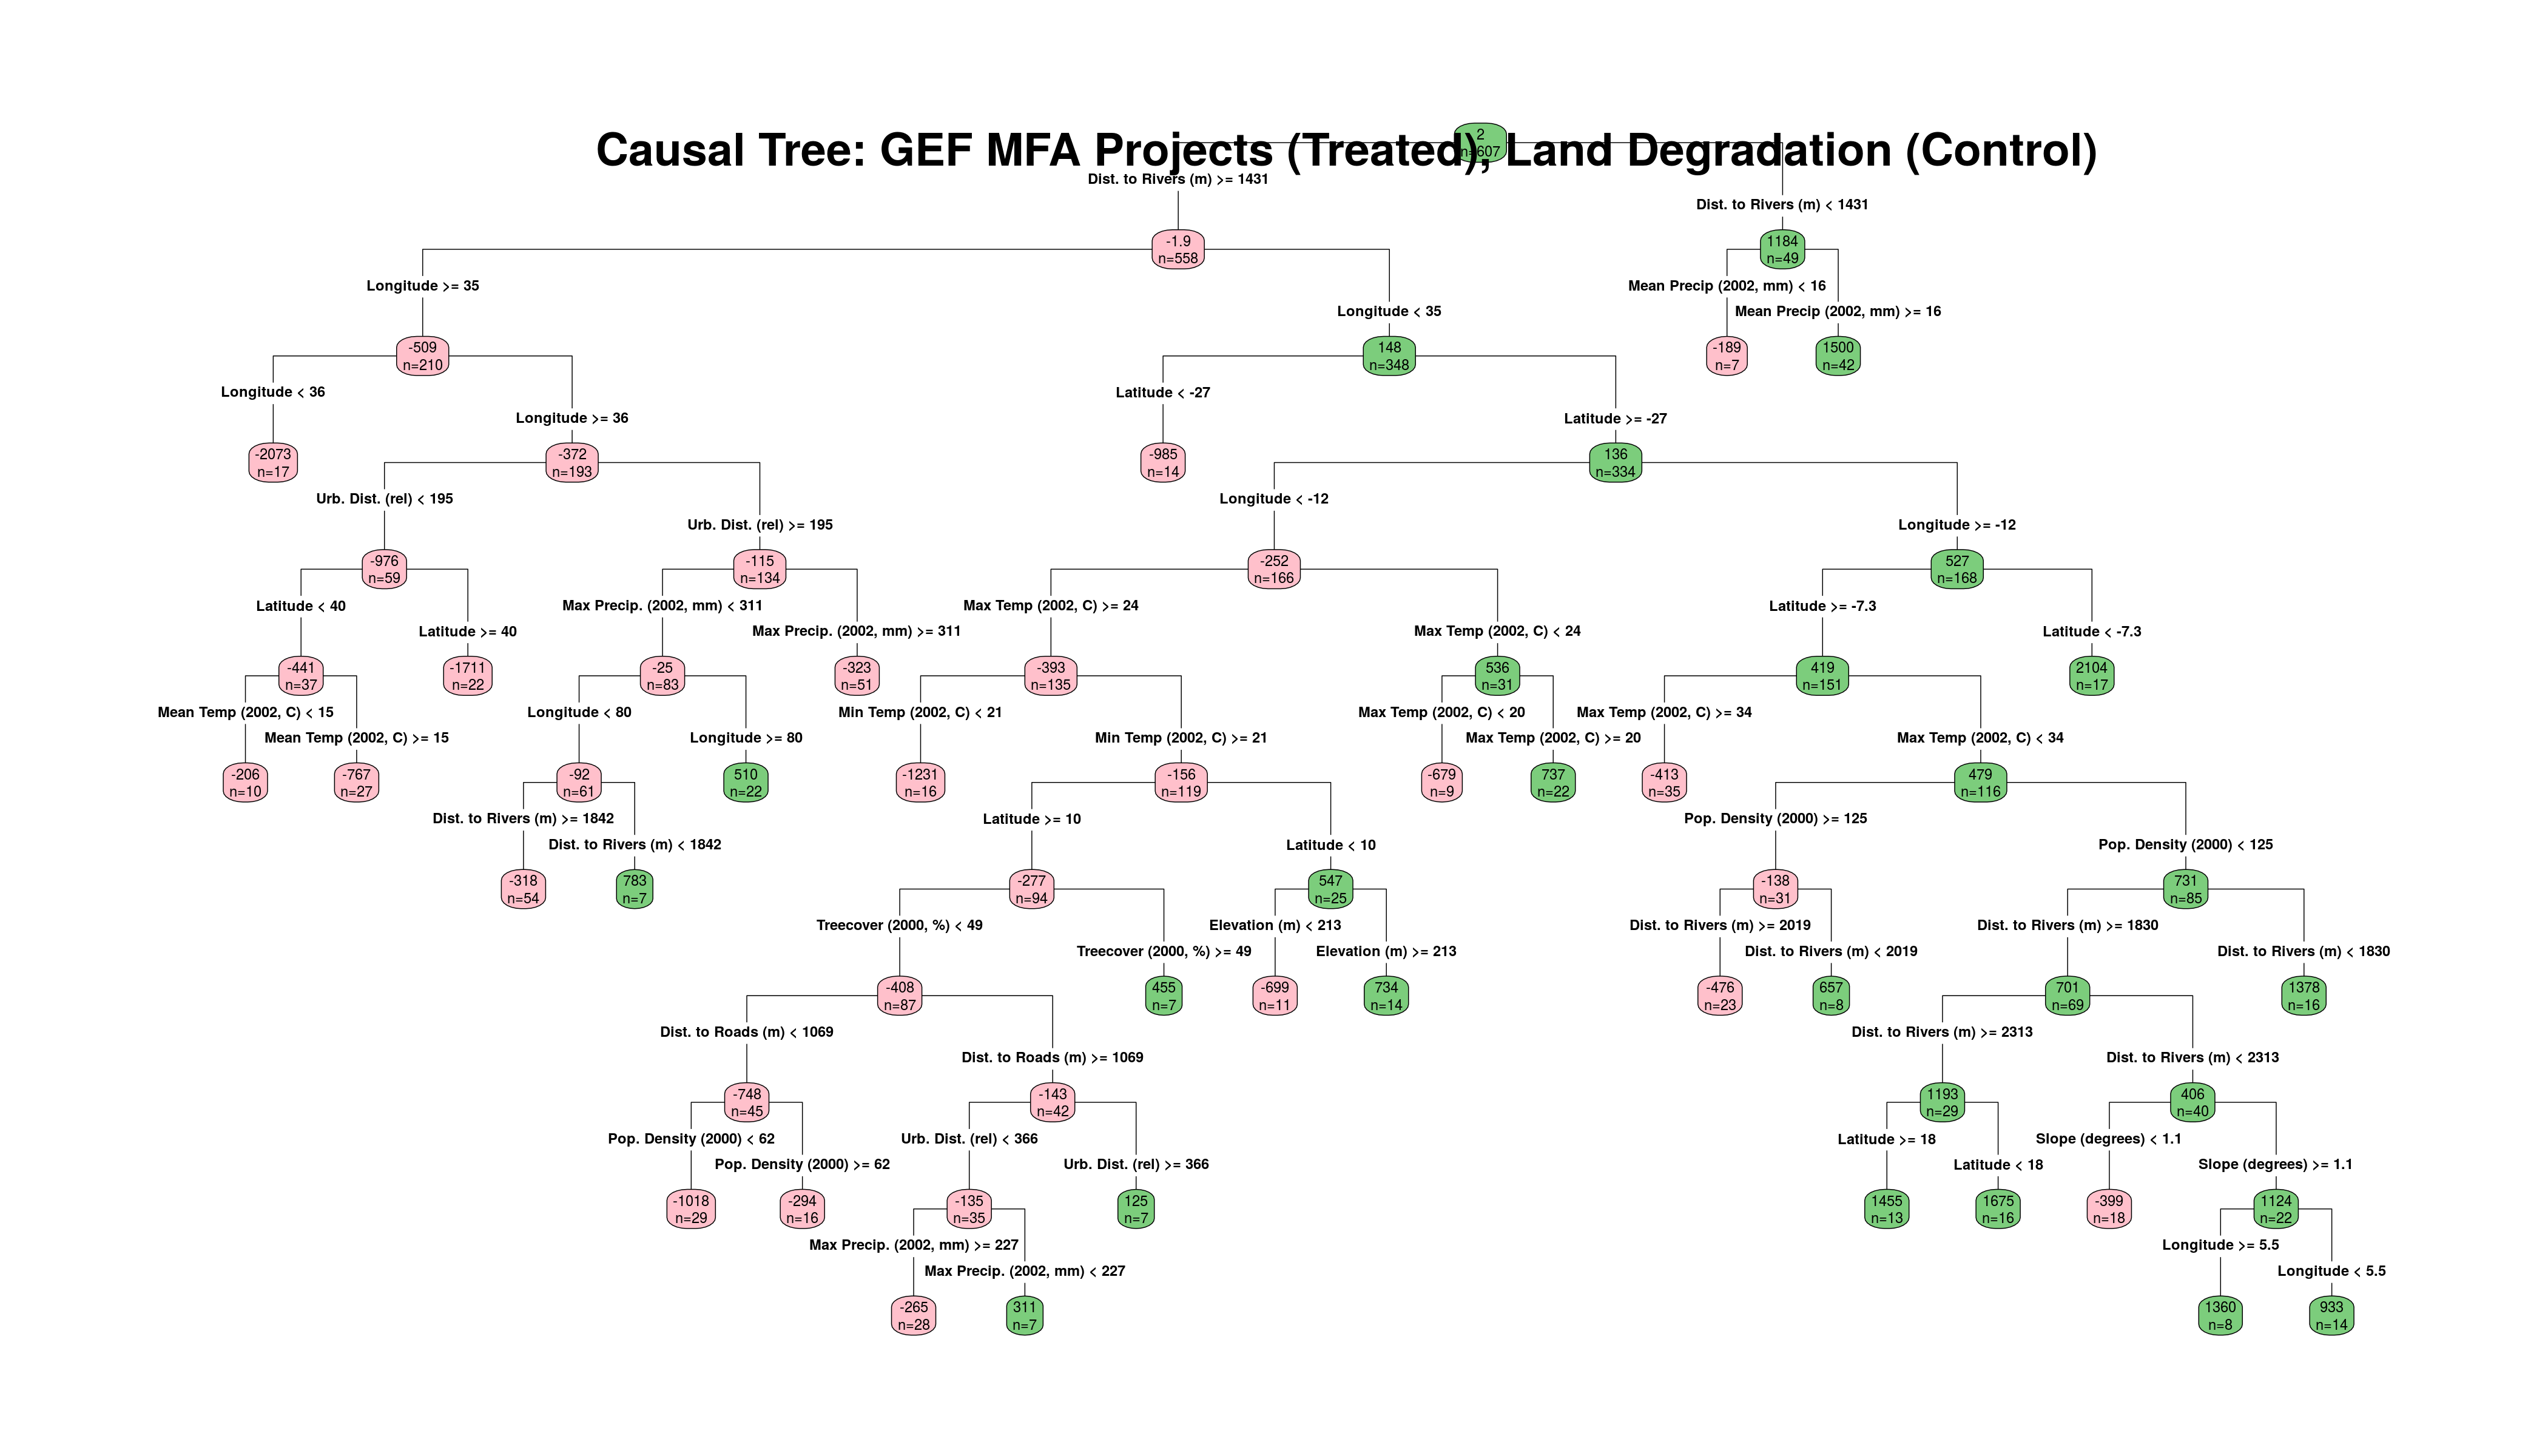 Causal Tree: GEF MFA Projects (Treated), Land Degradation (Control)
2
n=607
Dist. to Rivers (m) >= 1431
Dist. to Rivers (m) < 1431
-1.9
n=558
1184
n=49
Longitude >= 35
Mean Precip (2002, mm) < 16
Longitude < 35
Mean Precip (2002, mm) >= 16
-509
n=210
148
n=348
-189
n=7
1500
n=42
Longitude < 36
Latitude < -27
Longitude >= 36
Latitude >= -27
-2073
n=17
-372
n=193
-985
n=14
136
n=334
Urb. Dist. (rel) < 195
Longitude < -12
Urb. Dist. (rel) >= 195
Longitude >= -12
-976
n=59
-115
n=134
-252
n=166
527
n=168
Latitude < 40
Max Precip. (2002, mm) < 311
Max Temp (2002, C) >= 24
Latitude >= -7.3
Latitude >= 40
Max Precip. (2002, mm) >= 311
Max Temp (2002, C) < 24
Latitude < -7.3
-441
n=37
-1711
n=22
-25
n=83
-323
n=51
-393
n=135
536
n=31
419
n=151
2104
n=17
Mean Temp (2002, C) < 15
Longitude < 80
Min Temp (2002, C) < 21
Max Temp (2002, C) < 20
Max Temp (2002, C) >= 34
Mean Temp (2002, C) >= 15
Longitude >= 80
Min Temp (2002, C) >= 21
Max Temp (2002, C) >= 20
Max Temp (2002, C) < 34
-206
n=10
-767
n=27
-92
n=61
510
n=22
-1231
n=16
-156
n=119
-679
n=9
737
n=22
-413
n=35
479
n=116
Dist. to Rivers (m) >= 1842
Latitude >= 10
Pop. Density (2000) >= 125
Dist. to Rivers (m) < 1842
Latitude < 10
Pop. Density (2000) < 125
-318
n=54
783
n=7
-277
n=94
547
n=25
-138
n=31
731
n=85
Treecover (2000, %) < 49
Elevation (m) < 213
Dist. to Rivers (m) >= 2019
Dist. to Rivers (m) >= 1830
Treecover (2000, %) >= 49
Elevation (m) >= 213
Dist. to Rivers (m) < 2019
Dist. to Rivers (m) < 1830
-408
n=87
455
n=7
-699
n=11
734
n=14
-476
n=23
657
n=8
701
n=69
1378
n=16
Dist. to Roads (m) < 1069
Dist. to Rivers (m) >= 2313
Dist. to Roads (m) >= 1069
Dist. to Rivers (m) < 2313
-748
n=45
-143
n=42
1193
n=29
406
n=40
Pop. Density (2000) < 62
Urb. Dist. (rel) < 366
Latitude >= 18
Slope (degrees) < 1.1
Pop. Density (2000) >= 62
Urb. Dist. (rel) >= 366
Latitude < 18
Slope (degrees) >= 1.1
-1018
n=29
-294
n=16
-135
n=35
125
n=7
1455
n=13
1675
n=16
-399
n=18
1124
n=22
Max Precip. (2002, mm) >= 227
Longitude >= 5.5
Max Precip. (2002, mm) < 227
Longitude < 5.5
-265
n=28
311
n=7
1360
n=8
933
n=14